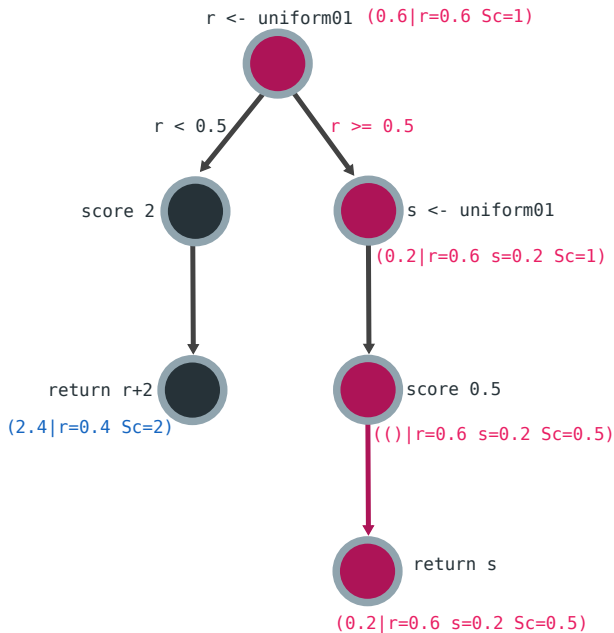 r <- uniform01 (0.6|r=0.6 Sc=1)
r < 0.5 r >= 0.5
score 2 s <- uniform01
(0.2|r=0.6 s=0.2 Sc=1)
return r+2 score 0.5
(2.4|r=0.4 Sc=2) (()|r=0.6 s=0.2 Sc=0.5)
return s
(0.2|r=0.6 s=0.2 Sc=0.5)